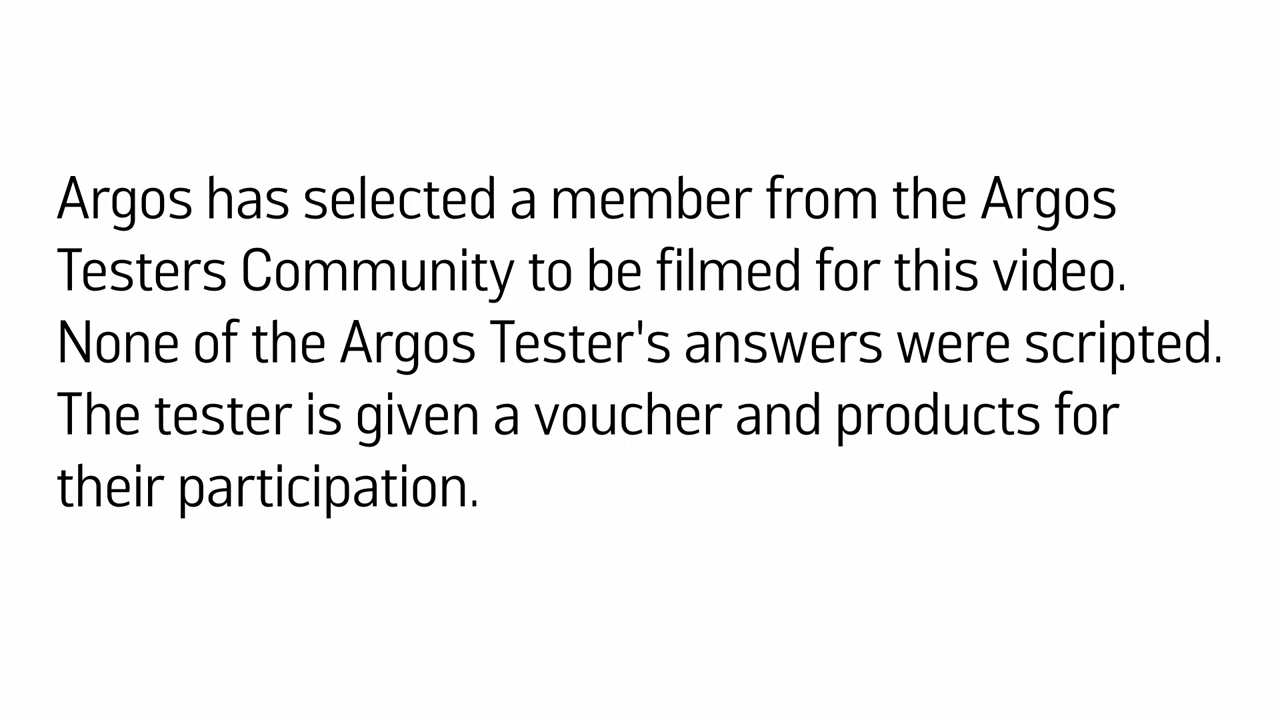 Argos has selected a member from the Argos
Testers Community to be filmed for this video.
None of the Argos Tester's answers were scripted.
The tester is given a voucher and products for
their participation.